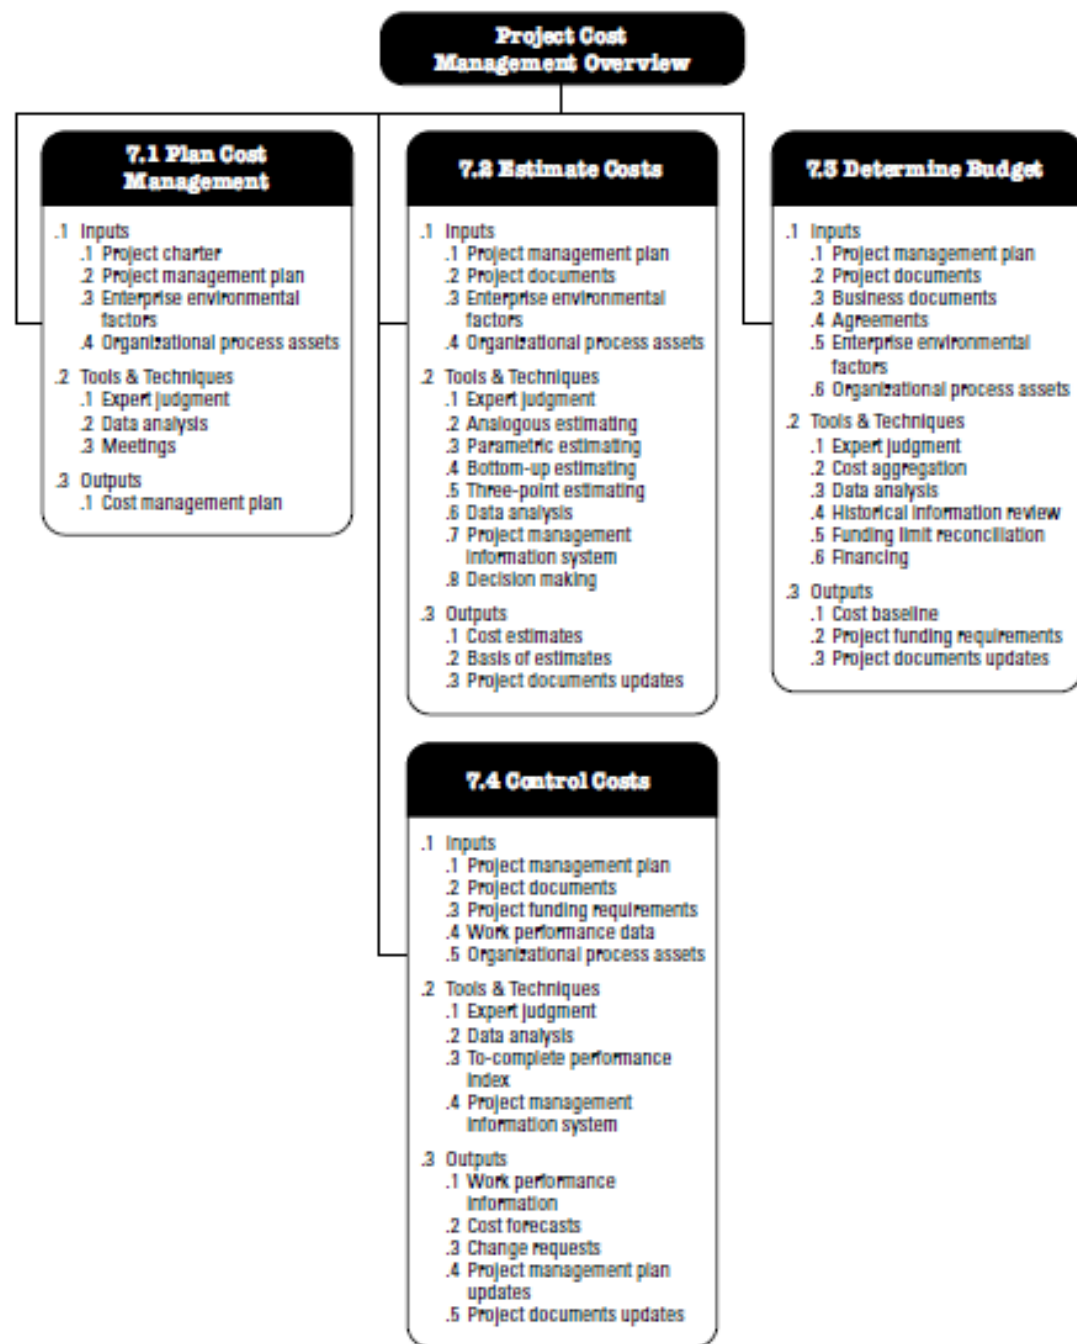 Project Cost
Management Overview
7.1 Plan Cost
Management
.1 Inputs
.1 Project charter
.2 Project management plan
.3 Enterprise environmental
factors
.4 Organizational process assets
.2 Tools & Techniques
.1 Expert judgment
.2 Data analysis
.3 Meetings
.3 Outputs
.1 Cost management plan
7.2 Estimate Costs
.1 Inputs
.1 Project management plan
.2 Project documents
.3 Enterprise environmental
factors
.4 Organizational process assets
.2 Tools & Techniques
.1 Expert judgment
.2 Analogous estimating
.3 Parametric estimating
.4 Bottom-up estimating
.5 Three-point estimating
.6 Data analysis
.7 Project management
information system
.8 Decision making
.3 Outputs
.1 Cost estimates
.2 Basis of estimates
.3 Project documents updates
7.3 Determine Budget
.1 Inputs
.1 Project management plan
.2 Project documents
.3 Business documents
.4 Agreements
.5 Enterprise environmental
factors
.6 Organizational process assets
.2 Tools & Techniques
.1 Expert judgment
.2 Cost aggregation
.3 Data analysis
.4 Historical information review
.5 Funding limit reconciliation
.6 Financing
.3 Outputs
.1 Cost baseline
.2 Project funding requirements
.3 Project documents updates
7.4 Control Costs
.1 Inputs
.1 Project management plan
.2 Project documents
.3 Project funding requirements
.4 Work performance data
.5 Organizational process assets
.2 Tools & Techniques
.1 Expert judgment
.2 Data analysis
.3 To-complete performance
index
.4 Project management
information system
.3 Outputs
.1 Work performance
information
.2 Cost forecasts
.3 Change requests
.4 Project management plan
updates
.5 Project documents updates